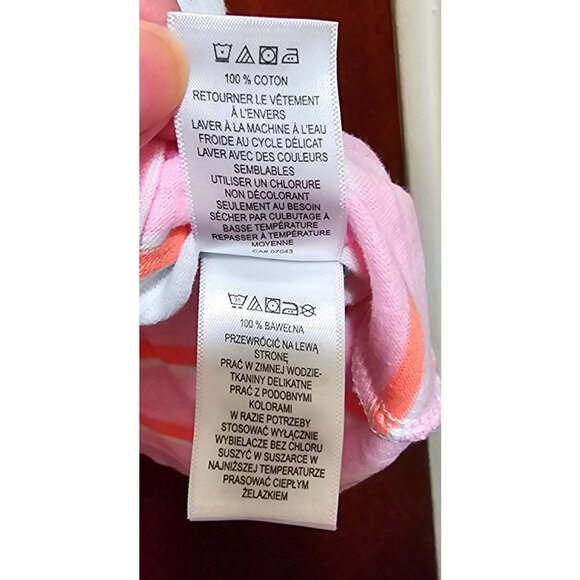 100 % COTON
RETOURNER LE VÊTEMENT
À L'ENVERS
LAVER À LA MACHINE À L'EAU
FROIDE AU CYCLE DÉLICAT
LAVER AVEC DES COULEURS
SEMBLABLES
UTILISER UN CHLORURE
NON DÉCOLORANT
SEULEMENT AU BESOIN
SÉCHER PAR CULBUTAGE À
BASSE TEMPÉRATURE
REPASSER À TEMPÉRATURE
MOYENNE
CA# 07043
100 % BAWEŁNA
PRZEWRÓCIĆ NA LEWĄ
STRONĘ
PRAĆ W ZIMNEJ WODZIE-
TKANINY DELIKATNE
PRAĆ Z PODOBNYMI
KOLORAMI
W RAZIE POTRZEBY
STOSOWAĆ WYŁĄCZNIE
WYBIELACZE BEZ CHLORU
SUSZYĆ W SUSZARCE W
NAJNIŻSZEJ TEMPERATURZE
PRASOWAĆ CIEPŁYM
ŻELAZKIEM